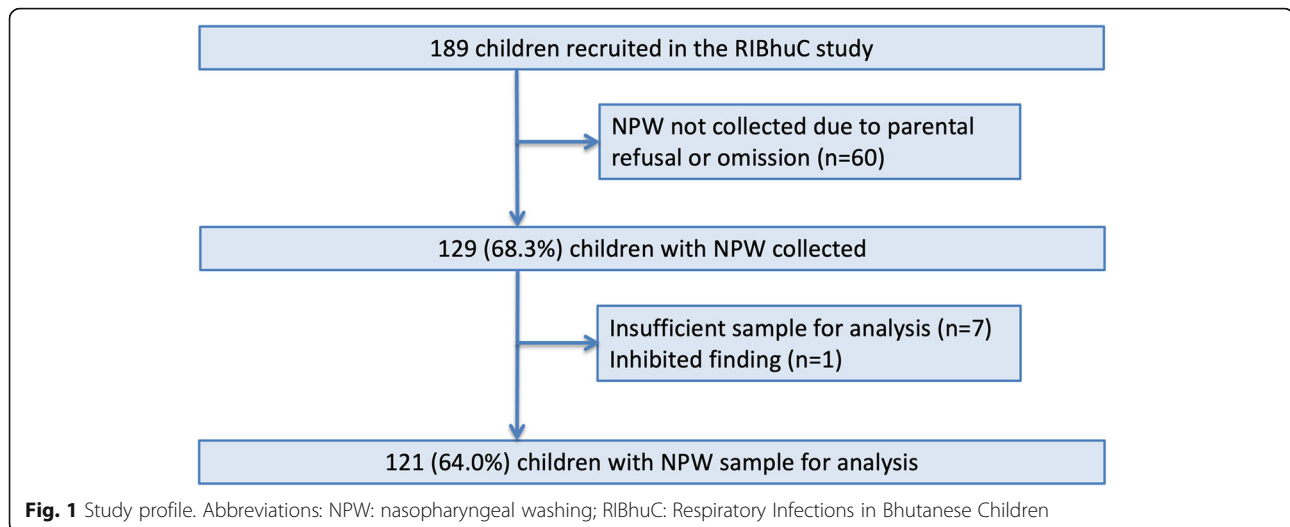 189 children recruited in the RIBhuC study
NPW not collected due to parental
refusal or omission (n=60)
129 (68.3%) children with NPW collected
Insufficient sample for analysis (n=7)
Inhibited finding (n=1)
121 (64.0%) children with NPW sample for analysis
Fig. 1 Study profile. Abbreviations: NPW: nasopharyngeal washing; RIBhuC: Respiratory Infections in Bhutanese Children